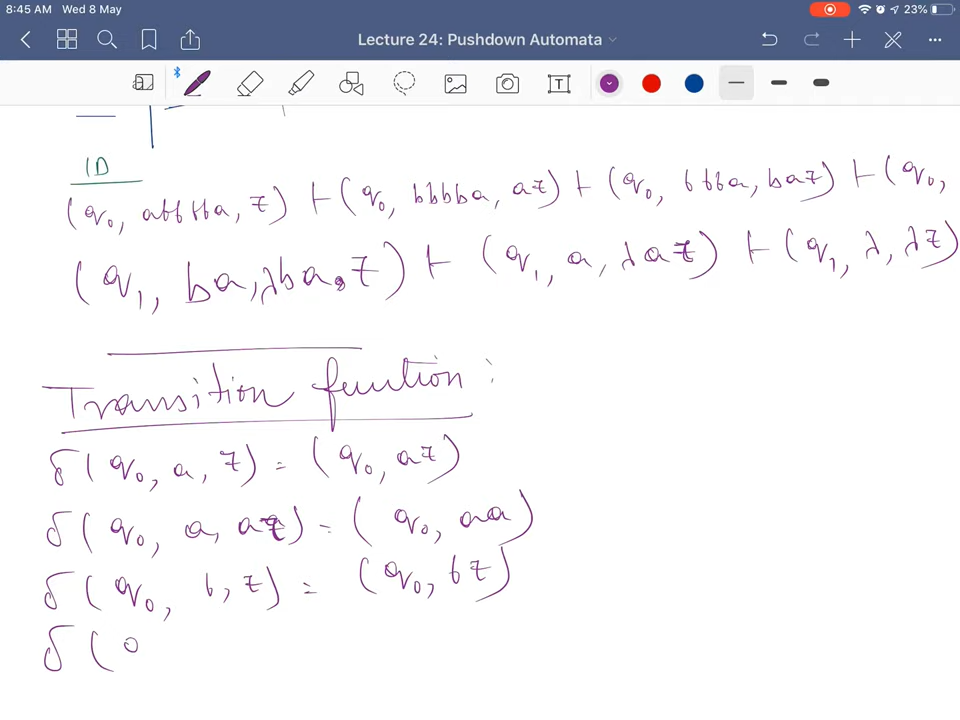 8:45 AM Wed 8 May
23%
Lecture 24: Pushdown Automata
T
ID
(q₀, abbbba, z) ⊢ (q₀, bbbba, az) ⊢ (q₀, bbba, baz) ⊢ (q₀,
(q₁, ba, λba, z) ⊢ (q₁, a, λaz) ⊢ (q₁, λ, λz)
Transition function :
δ(q₀, a, z) = (q₀, az)
δ(q₀, a, az) = (q₀, aa)
δ(q₀, b, z) = (q₀, bz)
δ(